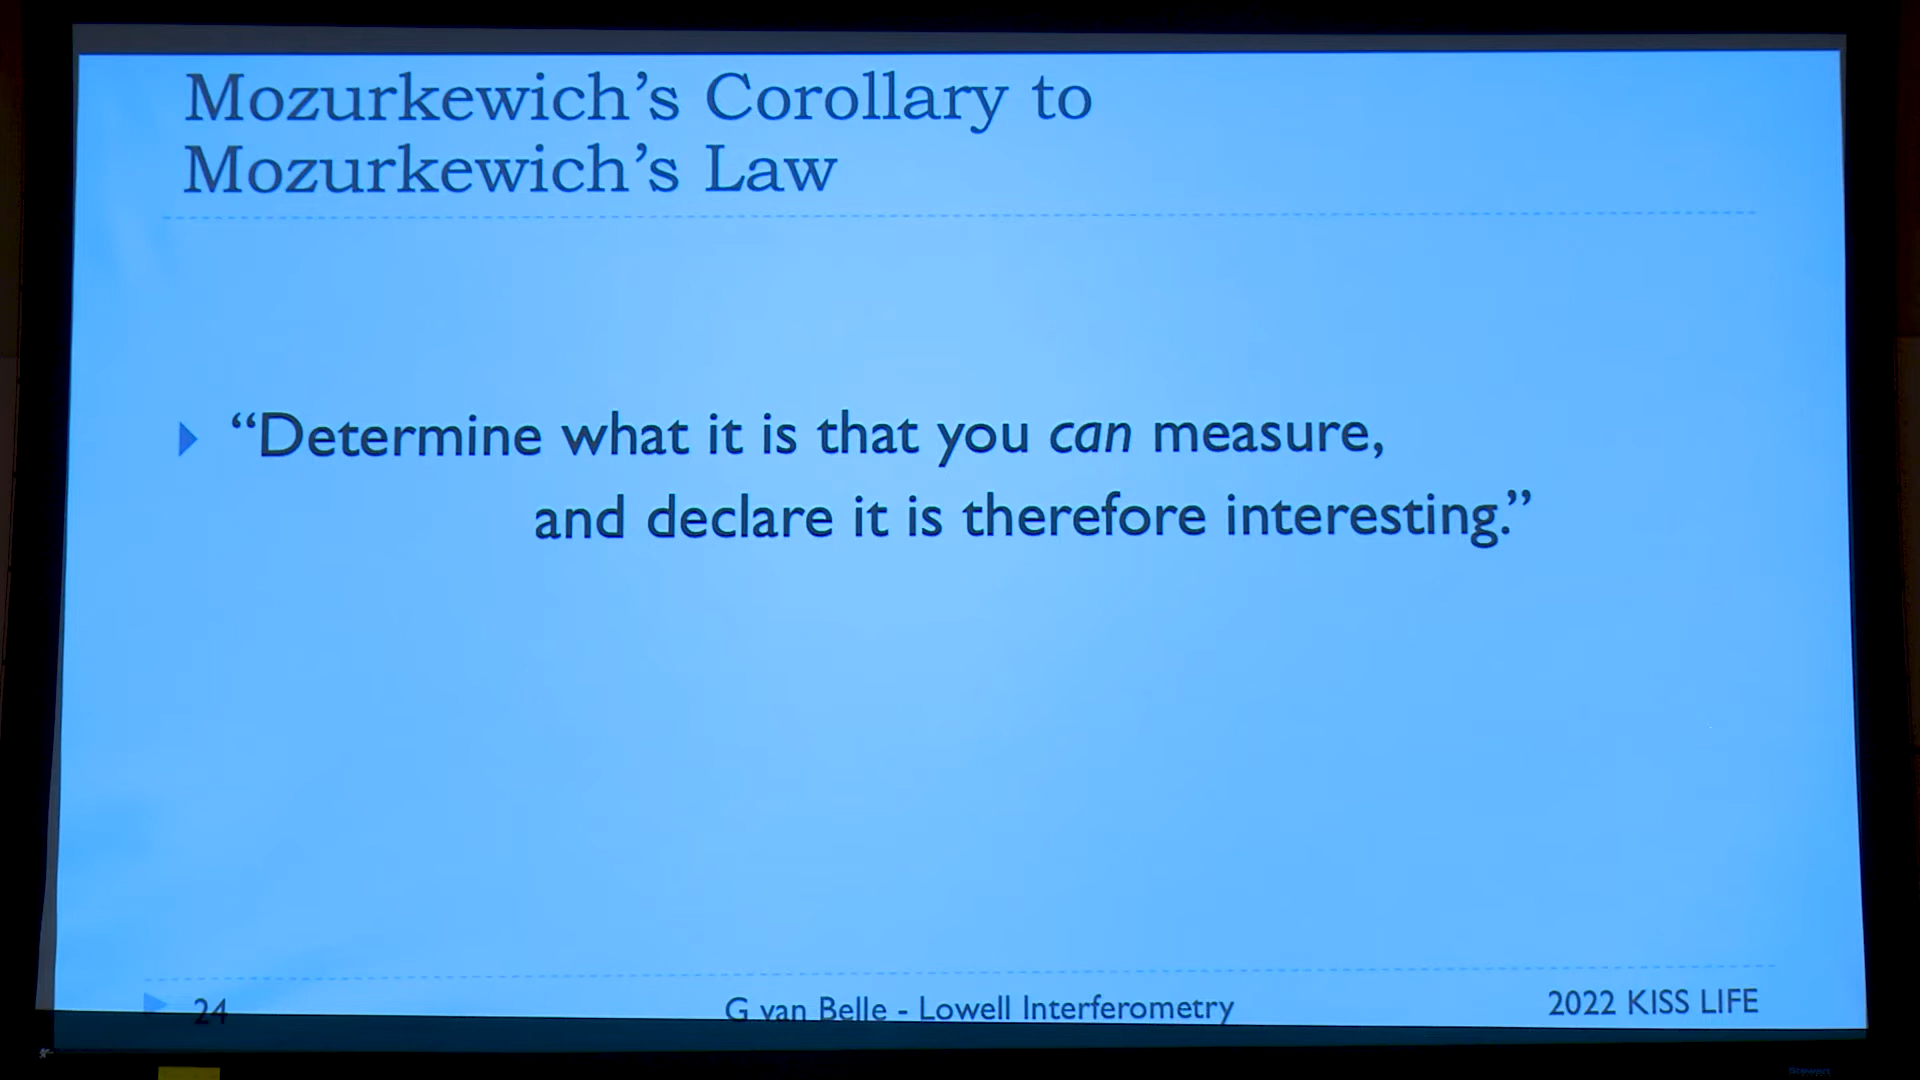 Mozurkewich’s Corollary to
Mozurkewich’s Law
“Determine what it is that you can measure,
and declare it is therefore interesting.”
24
G van Belle - Lowell Interferometry
2022 KISS LIFE
Stewart